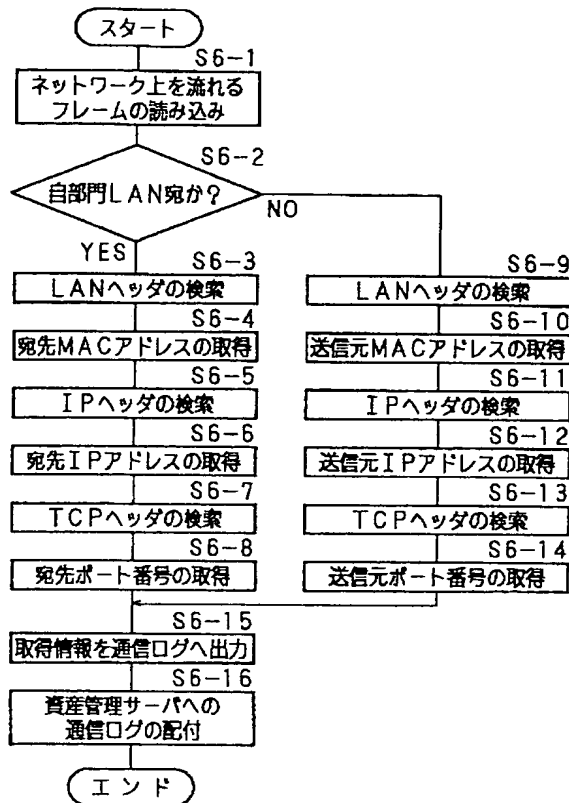 スタート
S6-1
ネットワーク上を流れる
フレームの読み込み
S6-2
自部門LAN宛か?
NO
YES
S6-3
LANヘッダの検索
S6-4
宛先MACアドレスの取得
S6-5
IPヘッダの検索
S6-6
宛先IPアドレスの取得
S6-7
TCPヘッダの検索
S6-8
宛先ポート番号の取得
S6-9
LANヘッダの検索
S6-10
送信元MACアドレスの取得
S6-11
IPヘッダの検索
S6-12
送信元IPアドレスの取得
S6-13
TCPヘッダの検索
S6-14
送信元ポート番号の取得
S6-15
取得情報を通信ログへ出力
S6-16
資産管理サーバへの
通信ログの配付
エンド